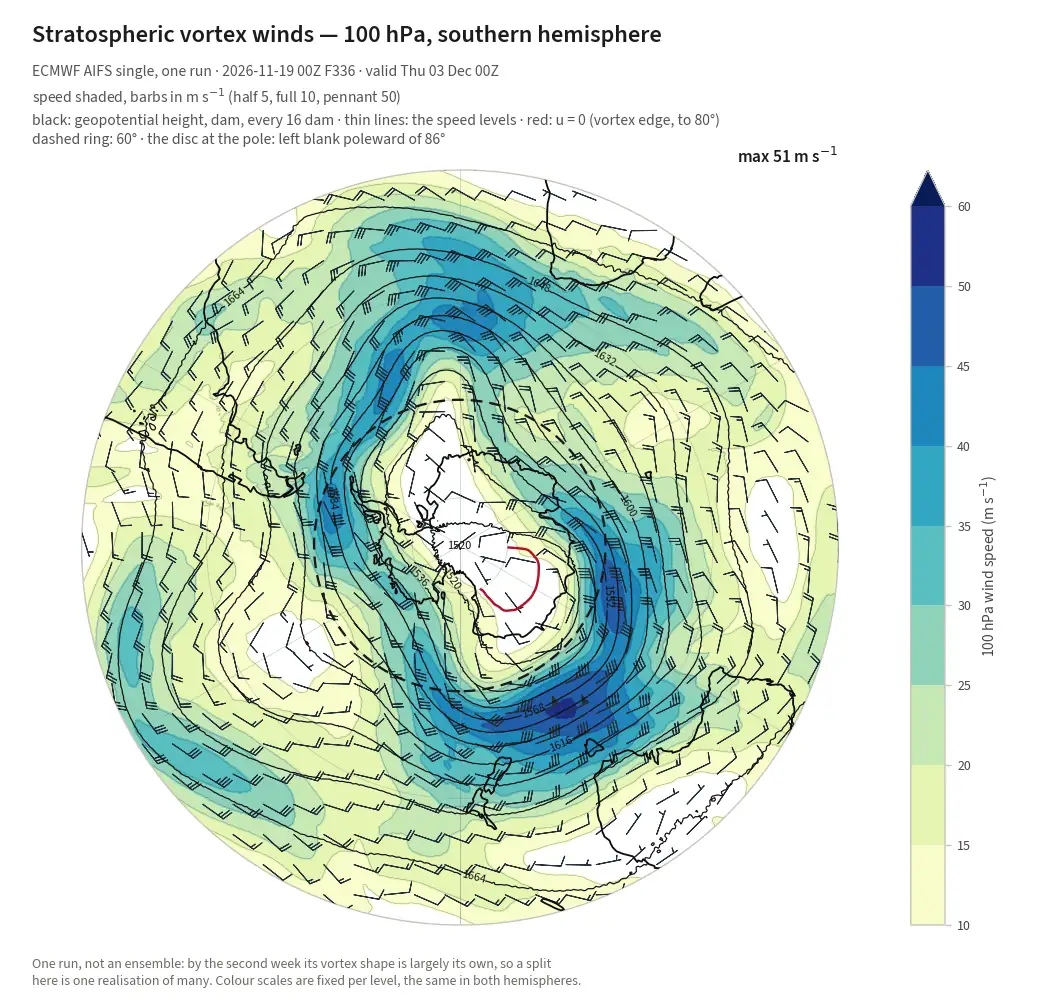 Stratospheric vortex winds — 100 hPa, southern hemisphere
ECMWF AIFS single, one run · 2026-11-19 00Z F336 · valid Thu 03 Dec 00Z
speed shaded, barbs in m s⁻¹ (half 5, full 10, pennant 50)
black: geopotential height, dam, every 16 dam · thin lines: the speed levels · red: u = 0 (vortex edge, to 80°)
dashed ring: 60° · the disc at the pole: left blank poleward of 86°
max 51 m s⁻¹
60
50
45
40
35
30
25
20
15
10
100 hPa wind speed (m s⁻¹)
1664
1632
1600
1520
1536
1520
1568
1616
1664
One run, not an ensemble: by the second week its vortex shape is largely its own, so a split
here is one realisation of many. Colour scales are fixed per level, the same in both hemispheres.